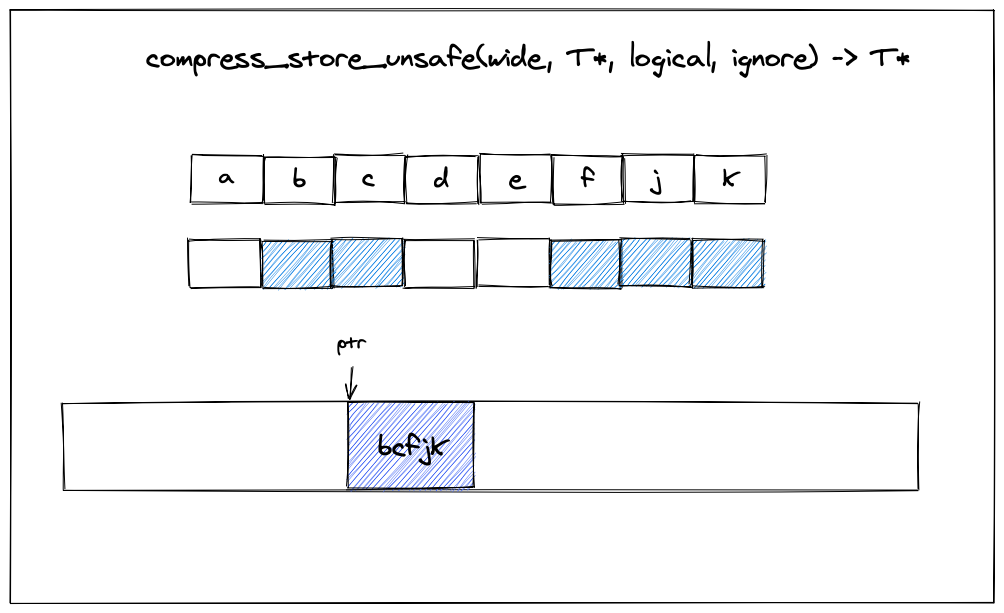 compress_store_unsafe(wide, T*, logical, ignore) -> T*
a b c d e f j k
ptr
bcfjk